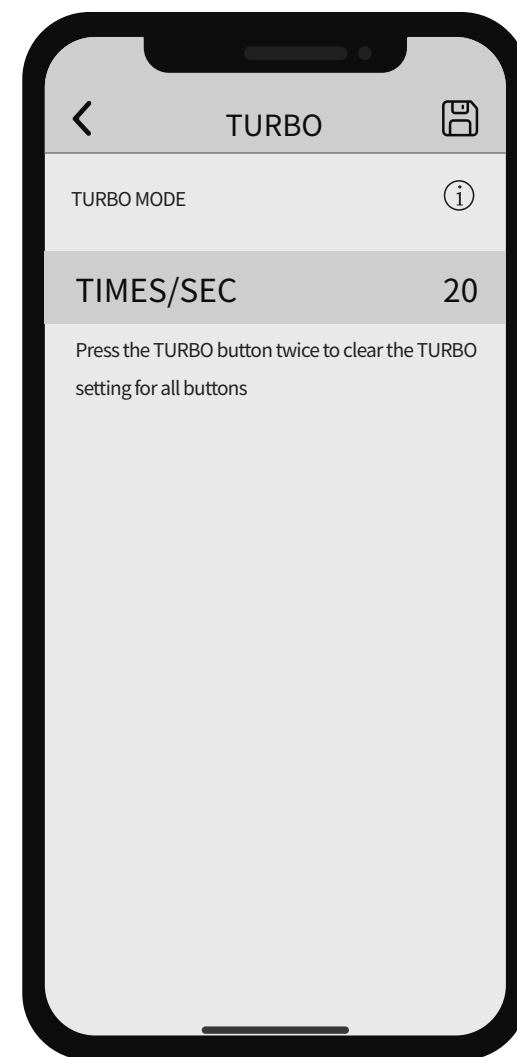 TURBO
TURBO MODE
TIMES/SEC 20
Press the TURBO button twice to clear the TURBO
setting for all buttons